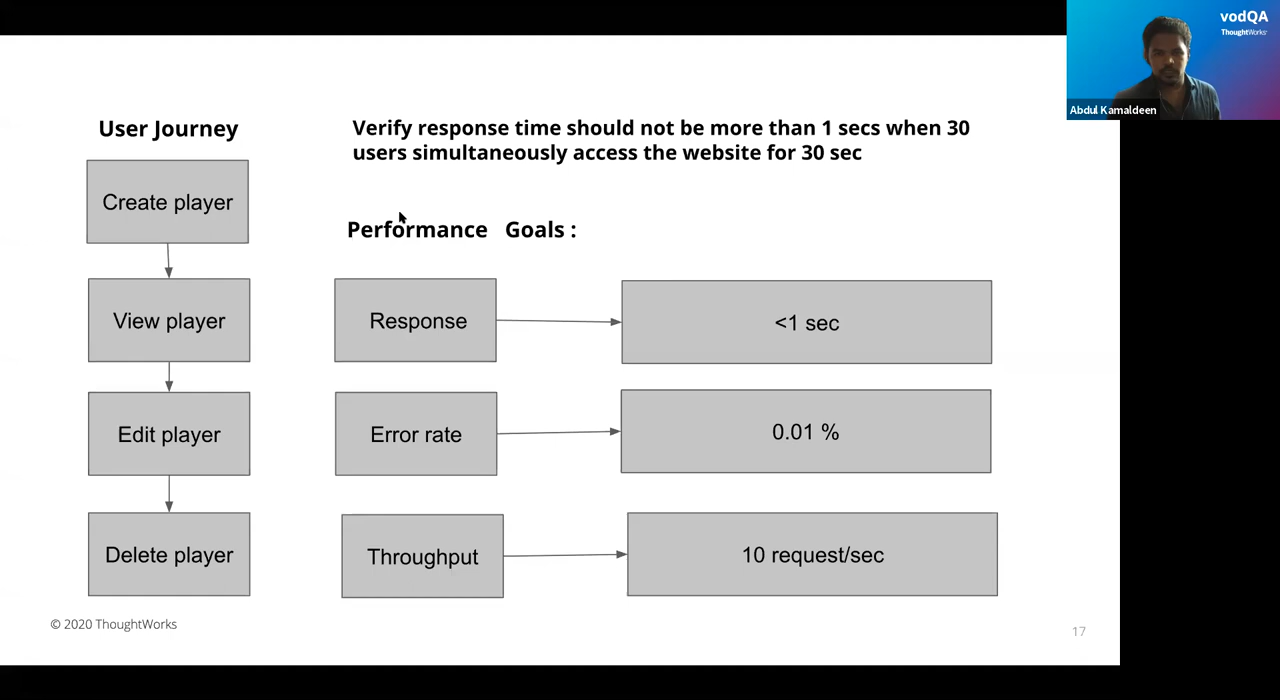 vodQA
ThoughtWorks
Abdul Kamaldeen
User Journey
Create player
View player
Edit player
Delete player
Verify response time should not be more than 1 secs when 30
users simultaneously access the website for 30 sec
Performance Goals :
Response
<1 sec
Error rate
0.01 %
Throughput
10 request/sec
© 2020 ThoughtWorks
17